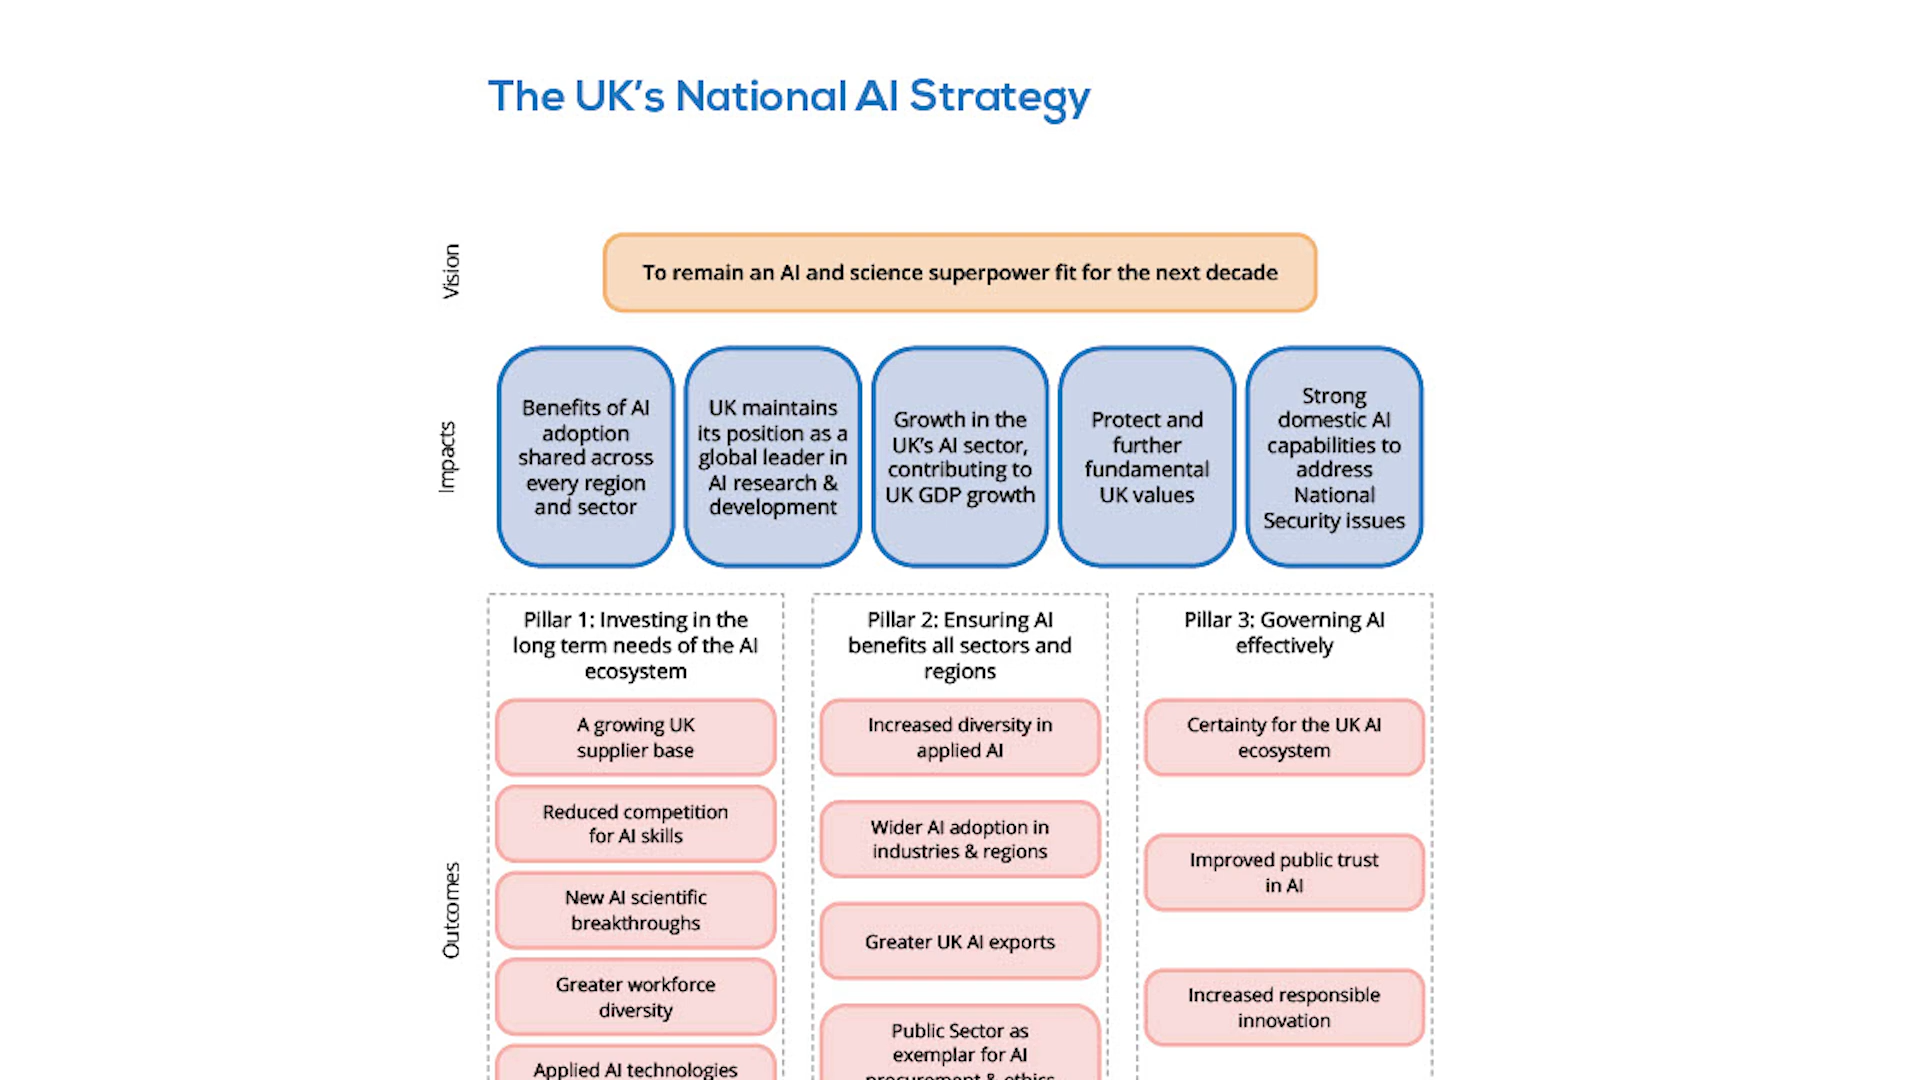 The UK's National AI Strategy
Vision
To remain an AI and science superpower fit for the next decade
Impacts
Benefits of AI
adoption
shared across
every region
and sector
UK maintains
its position as a
global leader in
AI research &
development
Growth in the
UK's AI sector,
contributing to
UK GDP growth
Protect and
further
fundamental
UK values
Strong
domestic AI
capabilities to
address
National
Security issues
Outcomes
Pillar 1: Investing in the
long term needs of the AI
ecosystem
A growing UK
supplier base
Reduced competition
for AI skills
New AI scientific
breakthroughs
Greater workforce
diversity
Applied AI technologies
Pillar 2: Ensuring AI
benefits all sectors and
regions
Increased diversity in
applied AI
Wider AI adoption in
industries & regions
Greater UK AI exports
Public Sector as
exemplar for AI
procurement & ethics
Pillar 3: Governing AI
effectively
Certainty for the UK AI
ecosystem
Improved public trust
in AI
Increased responsible
innovation